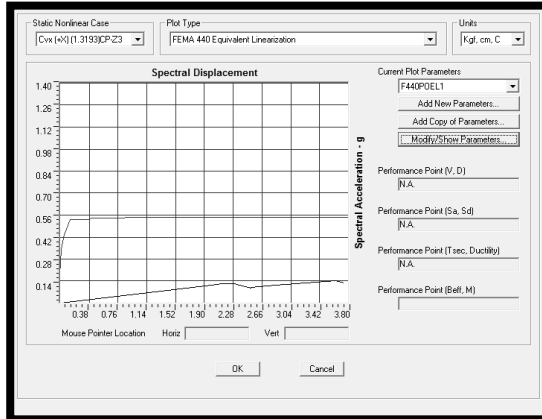 Static Nonlinear Case
Plot Type
Units
Cvx (+X) (1.3193)CP-Z3
FEMA 440 Equivalent Linearization
Kgf, cm, C
Spectral Displacement
Current Plot Parameters
F440POEL1
Add New Parameters...
Add Copy of Parameters...
Modify/Show Parameters...
1.40
1.26
1.12
0.98
0.84
0.70
0.56
0.42
0.28
0.14
Spectral Acceleration - g
Performance Point (V, D)
N.A.
Performance Point (Sa, Sd)
N.A.
Performance Point (Tsec, Ductility)
N.A.
Performance Point (Beff, M)
0.38 0.76 1.14 1.52 1.90 2.28 2.66 3.04 3.42 3.80
Mouse Pointer Location Horiz Vert
OK Cancel